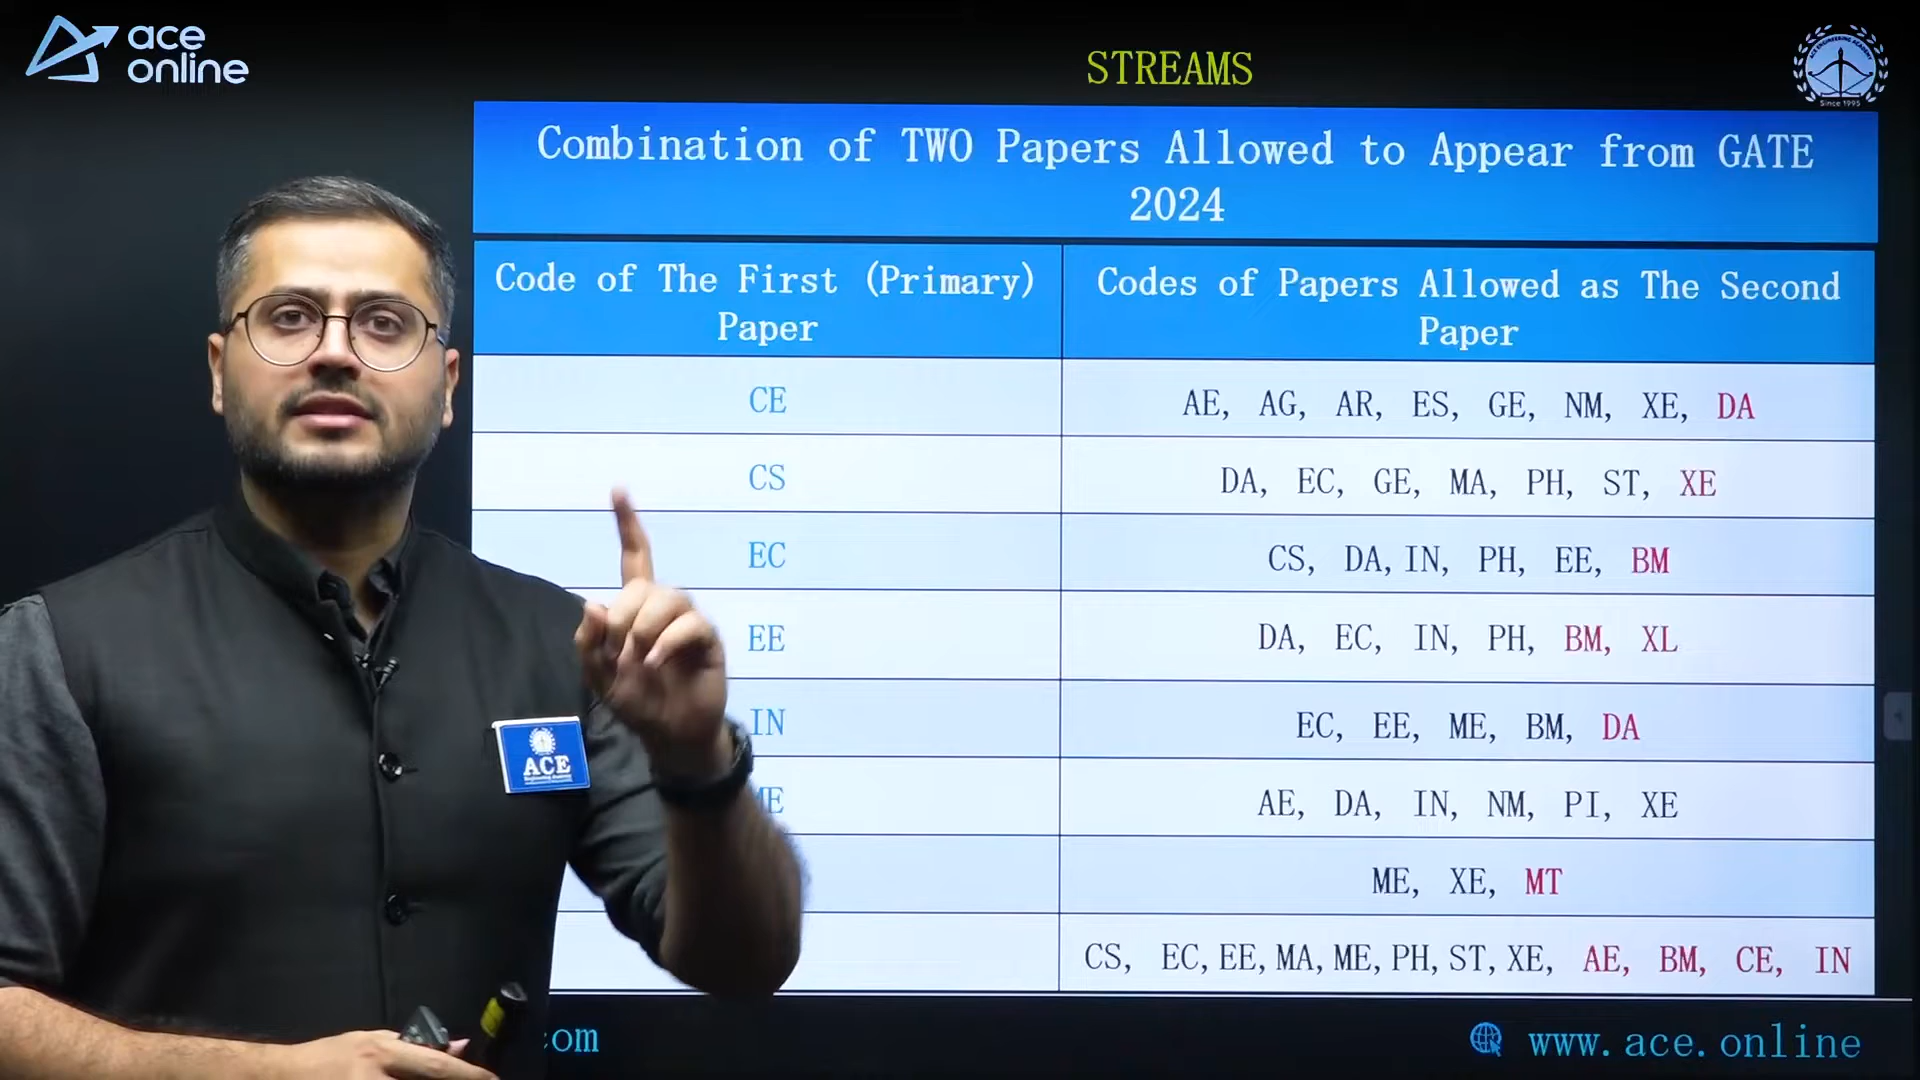 ace
online
STREAMS
Since 1995
Combination of TWO Papers Allowed to Appear from GATE
2024
Code of The First (Primary)
Paper
Codes of Papers Allowed as The Second
Paper
CE
AE, AG, AR, ES, GE, NM, XE, DA
CS
DA, EC, GE, MA, PH, ST, XE
EC
CS, DA, IN, PH, EE, BM
EE
DA, EC, IN, PH, BM, XL
IN
EC, EE, ME, BM, DA
ACE
ME
AE, DA, IN, NM, PI, XE
ME, XE, MT
CS, EC, EE, MA, ME, PH, ST, XE, AE, BM, CE, IN
com
www.ace.online